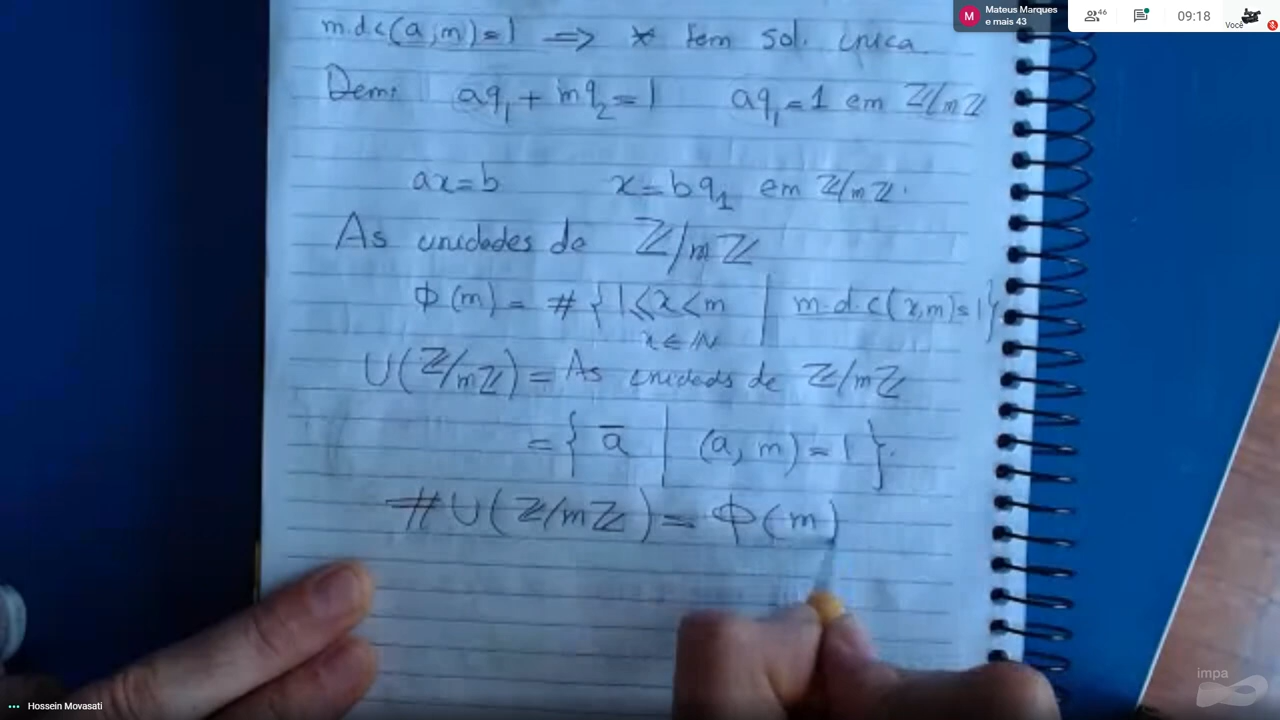 m.d.c(a,m)=1 ⟹ * tem sol. única
Dem: aq₁ + mq₂ = 1 aq₁ = 1 em ℤ/mℤ
ax=b x=bq₁ em ℤ/mℤ.
As unidades de ℤ/mℤ
Φ(m) = # {1≤x<m | m.d.c(x,m)=1}
x∈ℕ
U(ℤ/mℤ) = As unidads de ℤ/mℤ
= { ā | (a,m)=1 }.
#U(ℤ/mℤ) = Φ(m)
M
Mateus Marques
e mais 43
46
09:18
Você
impa
Hossein Movasati